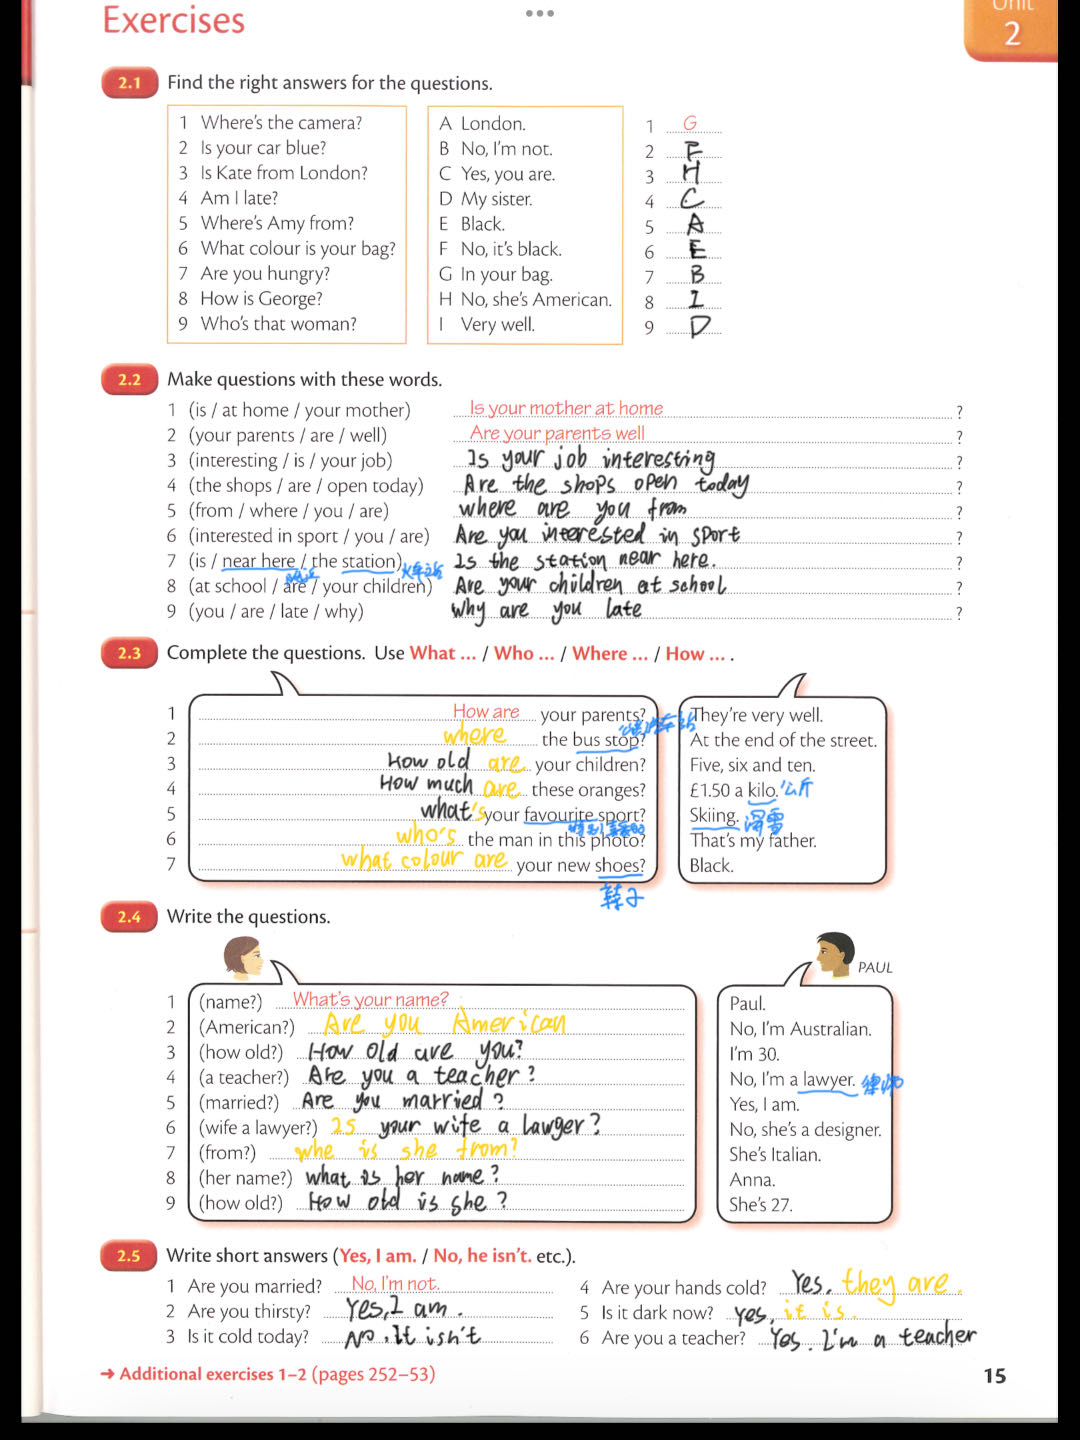 Exercises
Unit
2
2.1 Find the right answers for the questions.
1 Where's the camera? A London. 1 G
2 Is your car blue? B No, I'm not. 2 F
3 Is Kate from London? C Yes, you are. 3 H
4 Am I late? D My sister. 4 C
5 Where's Amy from? E Black. 5 A
6 What colour is your bag? F No, it's black. 6 E
7 Are you hungry? G In your bag. 7 B
8 How is George? H No, she's American. 8 I
9 Who's that woman? I Very well. 9 D
2.2 Make questions with these words.
1 (is / at home / your mother) Is your mother at home ?
2 (your parents / are / well) Are your parents well ?
3 (interesting / is / your job) Is your job interesting ?
4 (the shops / are / open today) Are the shops open today ?
5 (from / where / you / are) where are you from ?
6 (interested in sport / you / are) Are you interested in sport ?
7 (is / near here / the station) 火车站 Is the station near here. ?
附近
8 (at school / are / your children) Are your children at school ?
9 (you / are / late / why) Why are you late ?
2.3 Complete the questions. Use What ... / Who ... / Where ... / How ... .
1 How are your parents? They're very well.
2 where the bus stop? At the end of the street.
3 How old are your children? Five, six and ten.
4 How much are these oranges? £1.50 a kilo. 公斤
5 what's your favourite sport? Skiing. 滑雪
6 who's the man in this photo? That's my father.
7 what colour are your new shoes? Black.
鞋子
2.4 Write the questions.
PAUL
1 (name?) What's your name? Paul.
2 (American?) Are you American No, I'm Australian.
3 (how old?) How old are you? I'm 30.
4 (a teacher?) Are you a teacher? No, I'm a lawyer. 律师
5 (married?) Are you married? Yes, I am.
6 (wife a lawyer?) Is your wife a lawyer? No, she's a designer.
7 (from?) whe is she from? She's Italian.
8 (her name?) what is her name? Anna.
9 (how old?) How old is she? She's 27.
2.5 Write short answers (Yes, I am. / No, he isn't. etc.).
1 Are you married? No, I'm not. 4 Are your hands cold? Yes, they are.
2 Are you thirsty? Yes, I am. 5 Is it dark now? yes, it is.
3 Is it cold today? No, It isn't 6 Are you a teacher? Yes. I'm a teacher
➜ Additional exercises 1–2 (pages 252–53) 15